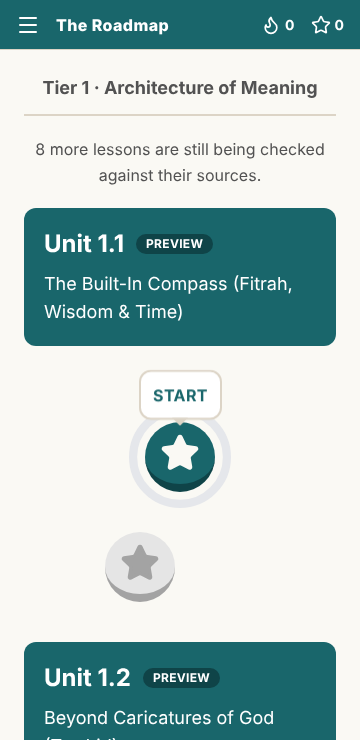 The Roadmap 0 0
Tier 1 · Architecture of Meaning
8 more lessons are still being checked
against their sources.
Unit 1.1 PREVIEW
The Built-In Compass (Fitrah,
Wisdom & Time)
START
Unit 1.2 PREVIEW
Beyond Caricatures of God